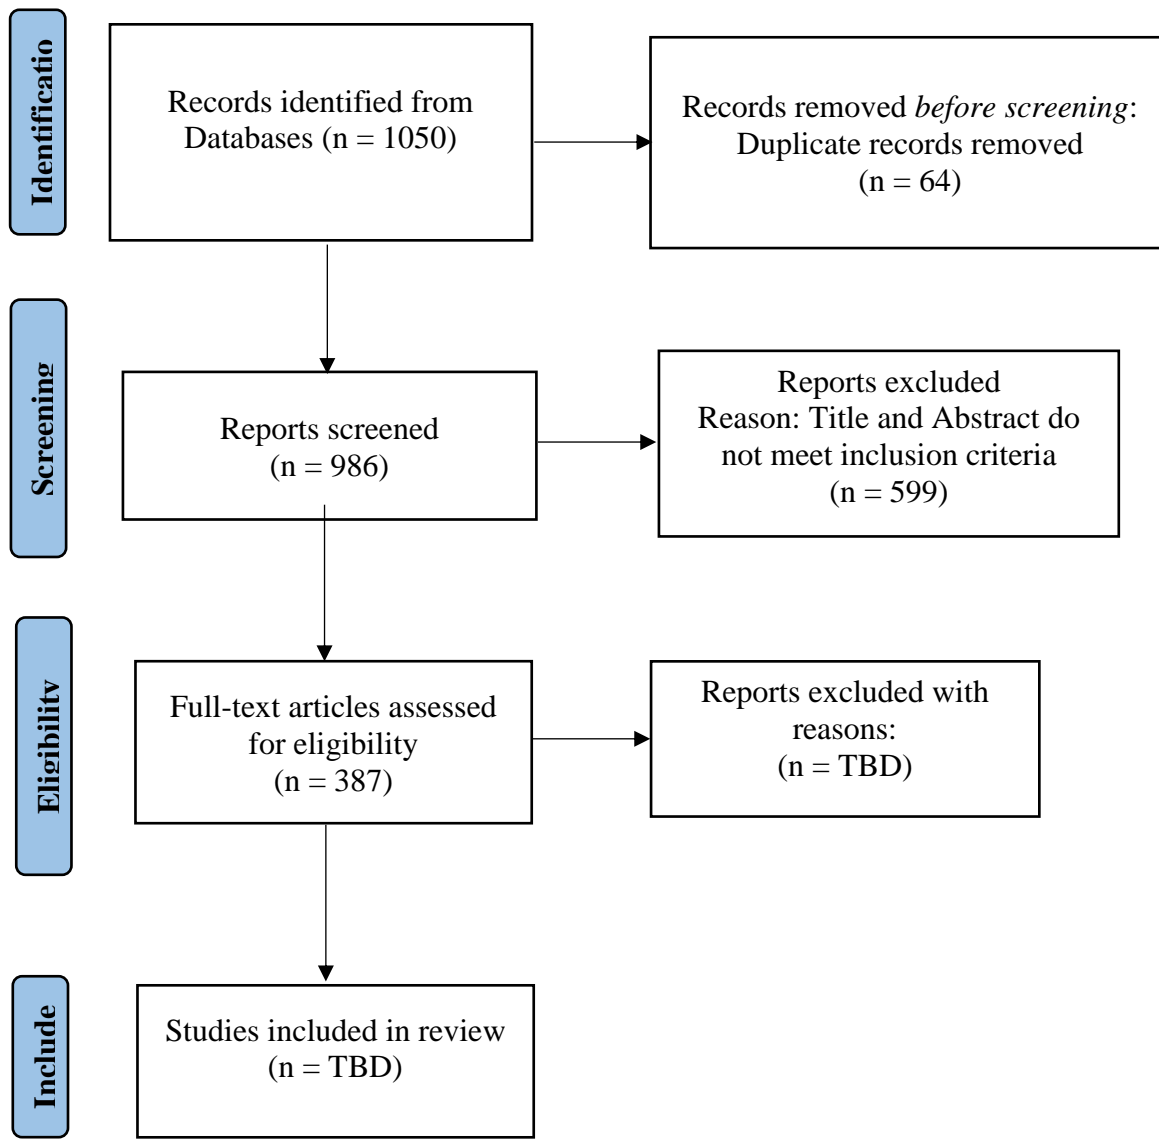 Identificatio
Records identified from
Databases (n = 1050)
Records removed before screening:
Duplicate records removed
(n = 64)
Screening
Reports screened
(n = 986)
Reports excluded
Reason: Title and Abstract do
not meet inclusion criteria
(n = 599)
Eligibility
Full-text articles assessed
for eligibility
(n = 387)
Reports excluded with
reasons:
(n = TBD)
Include
Studies included in review
(n = TBD)